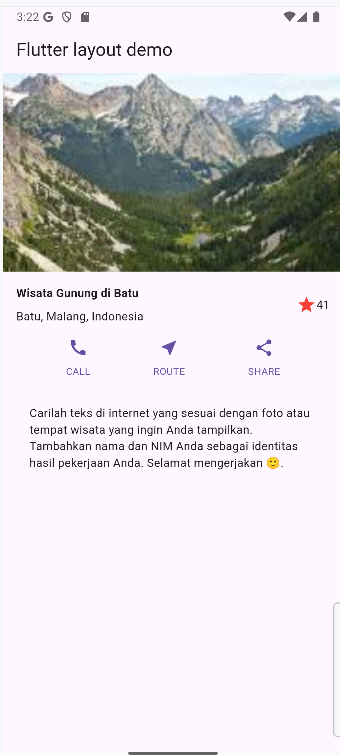 3:22
Flutter layout demo
Wisata Gunung di Batu
41
Batu, Malang, Indonesia
CALL ROUTE SHARE
Carilah teks di internet yang sesuai dengan foto atau
tempat wisata yang ingin Anda tampilkan.
Tambahkan nama dan NIM Anda sebagai identitas
hasil pekerjaan Anda. Selamat mengerjakan 🙂.